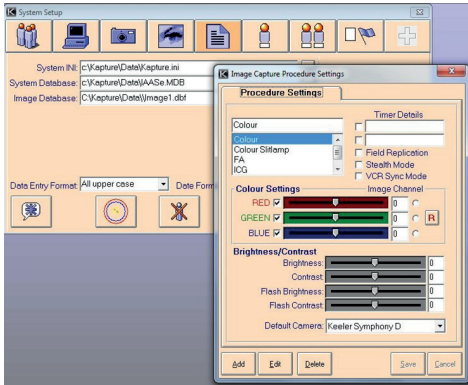 System Setup
System INI: c:\Kapture\Data\Kapture.ini
System Database: c:\Kapture\Data\IAASe.MDB
Image Database: C:\Kapture\Data\\Image1.dbf
Data Entry Format: All upper case
Date Form
Image Capture Procedure Settings
Procedure Settings
Timer Details
Colour
Colour
Colour Slitlamp
FA
ICG
Field Replication
Stealth Mode
VCR Sync Mode
Colour Settings
Image Channel
RED 0
GREEN 0 R
BLUE 0
Brightness/Contrast
Brightness: 0
Contrast: 0
Flash Brightness: 0
Flash Contrast: 0
Default Camera: Keeler Symphony D
Add Edit Delete Save Cancel